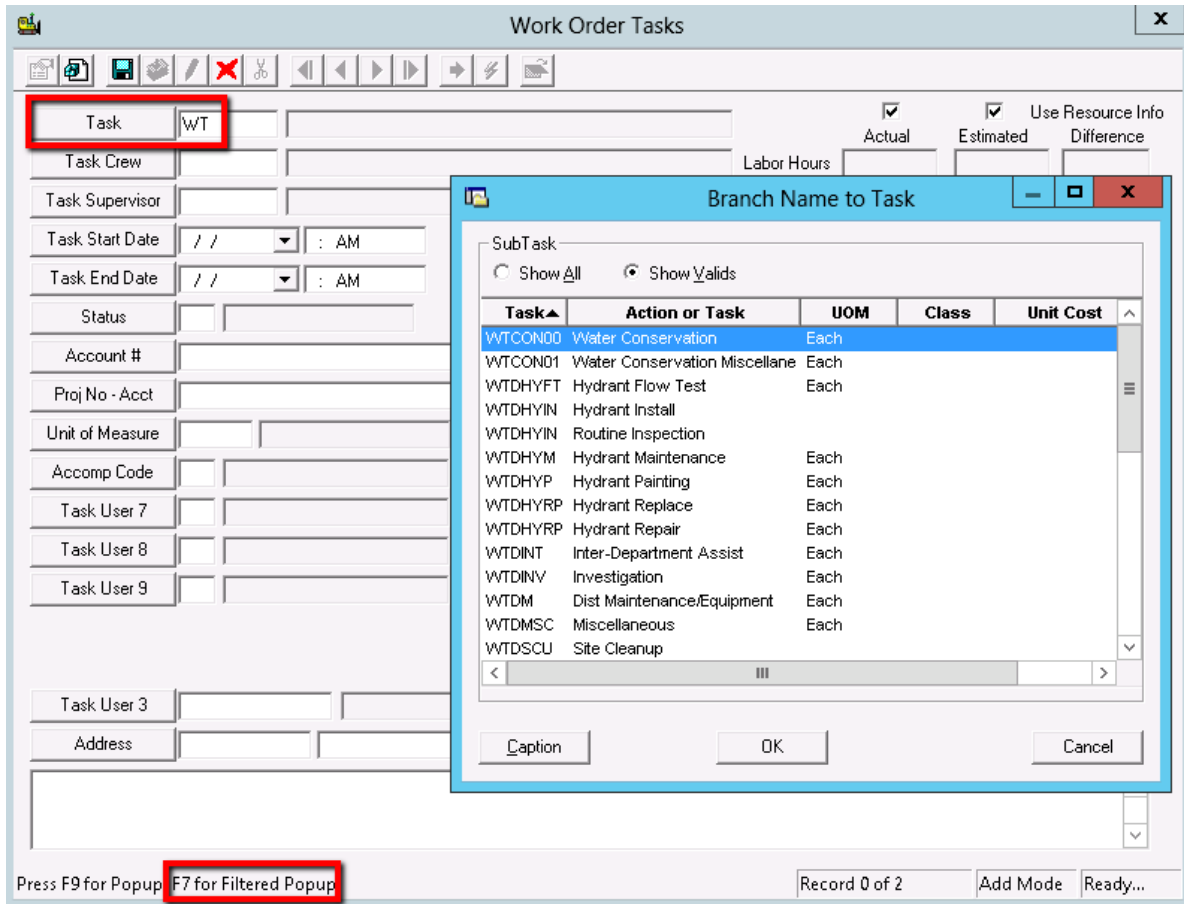 Work Order Tasks
x
Task WT
Actual Estimated Use Resource Info
Difference
Task Crew Labor Hours
Task Supervisor
Task Start Date / / : AM
Task End Date / / : AM
Status
Account #
Proj No - Acct
Unit of Measure
Accomp Code
Task User 7
Task User 8
Task User 9
Task User 3
Address
Branch Name to Task
x
SubTask
Show All Show Valids
Task Action or Task UOM Class Unit Cost
WTCON00 Water Conservation Each
WTCON01 Water Conservation Miscellane Each
WTDHYFT Hydrant Flow Test Each
WTDHYIN Hydrant Install
WTDHYIN Routine Inspection
WTDHYM Hydrant Maintenance Each
WTDHYP Hydrant Painting Each
WTDHYRP Hydrant Replace Each
WTDHYRP Hydrant Repair Each
WTDINT Inter-Department Assist Each
WTDINV Investigation Each
WTDM Dist Maintenance/Equipment Each
WTDMSC Miscellaneous Each
WTDSCU Site Cleanup
Caption OK Cancel
Press F9 for Popup F7 for Filtered Popup Record 0 of 2 Add Mode Ready...